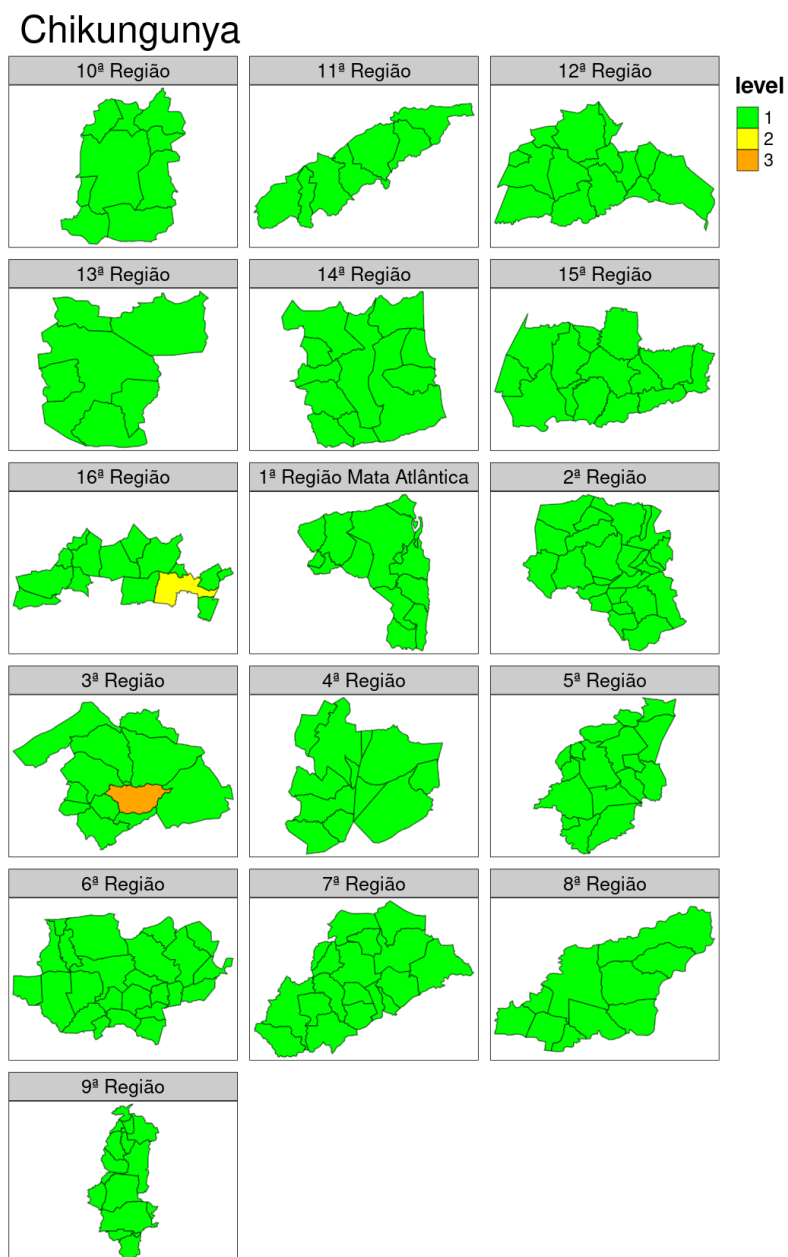 Chikungunya
10ª Região
11ª Região
12ª Região
level
1
2
3
13ª Região
14ª Região
15ª Região
16ª Região
1ª Região Mata Atlântica
2ª Região
3ª Região
4ª Região
5ª Região
6ª Região
7ª Região
8ª Região
9ª Região